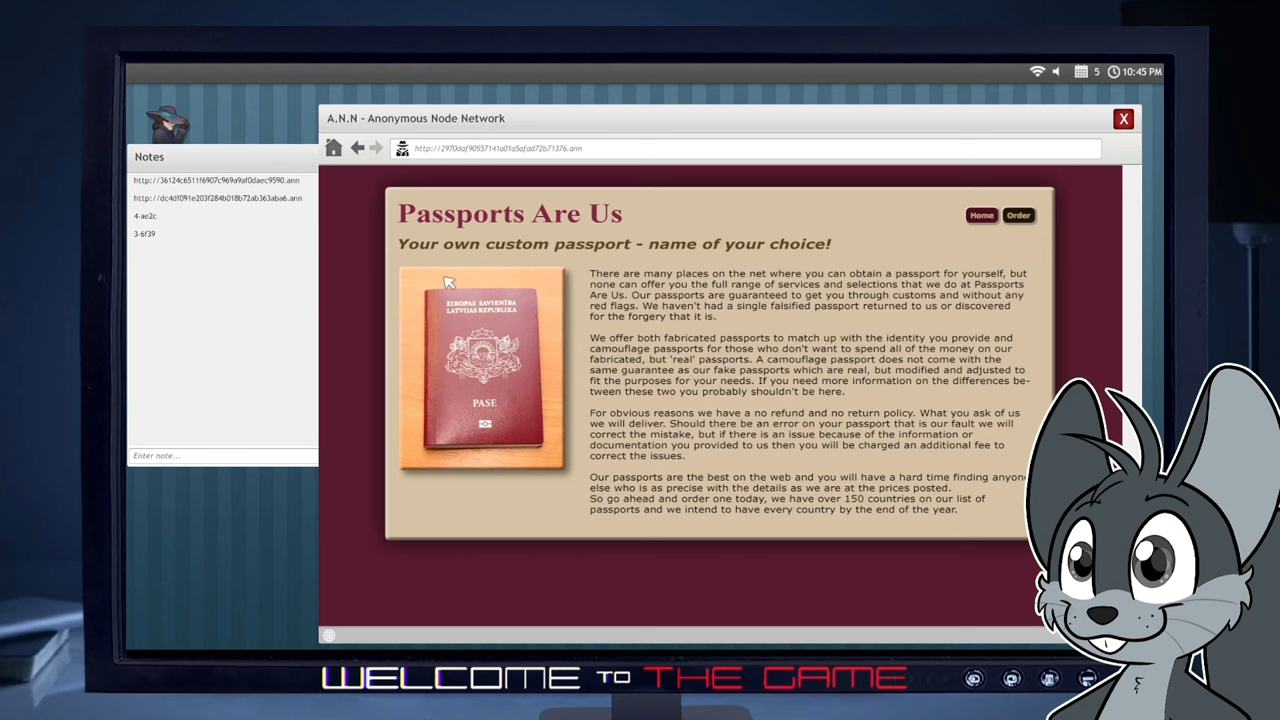 5 10:45 PM
A.N.N - Anonymous Node Network
X
http://2970daf90557141a01a5afad72b71376.ann
Notes
http://36124c6511f6907c969a9af0daec9590.ann
http://dc4df091e203f284b018b72ab363aba6.ann
4-ae2c
3-6f39
Enter note...
Passports Are Us
Home Order
Your own custom passport - name of your choice!
EIROPAS SAVIENĪBA
LATVIJAS REPUBLIKA
PASE
There are many places on the net where you can obtain a passport for yourself, but
none can offer you the full range of services and selections that we do at Passports
Are Us. Our passports are guaranteed to get you through customs and without any
red flags. We haven't had a single falsified passport returned to us or discovered
for the forgery that it is.
We offer both fabricated passports to match up with the identity you provide and
camouflage passports for those who don't want to spend all of the money on our
fabricated, but 'real' passports. A camouflage passport does not come with the
same guarantee as our fake passports which are real, but modified and adjusted to
fit the purposes for your needs. If you need more information on the differences be-
tween these two you probably shouldn't be here.
For obvious reasons we have a no refund and no return policy. What you ask of us
we will deliver. Should there be an error on your passport that is our fault we will
correct the mistake, but if there is an issue because of the information or
documentation you provided to us then you will be charged an additional fee to
correct the issues.
Our passports are the best on the web and you will have a hard time finding anyone
else who is as precise with the details as we are at the prices posted.
So go ahead and order one today, we have over 150 countries on our list of
passports and we intend to have every country by the end of the year.
WELCOME TO THE GAME